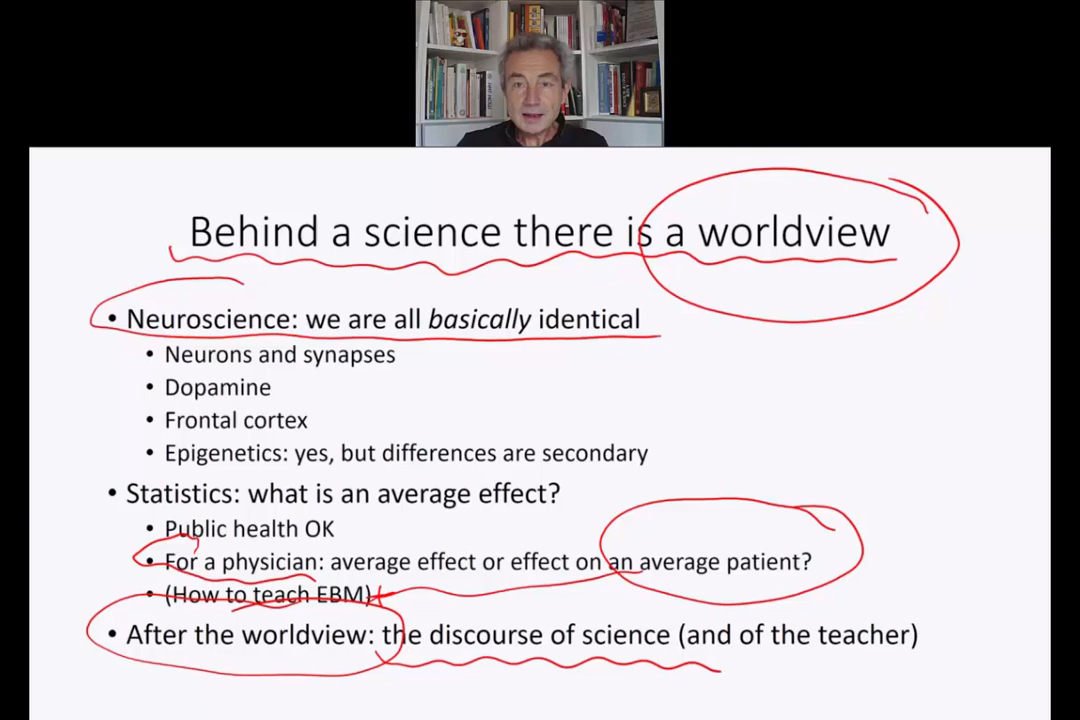 Behind a science there is a worldview
• Neuroscience: we are all basically identical
• Neurons and synapses
• Dopamine
• Frontal cortex
• Epigenetics: yes, but differences are secondary
• Statistics: what is an average effect?
• Public health OK
• For a physician: average effect or effect on an average patient?
• (How to teach EBM)
• After the worldview: the discourse of science (and of the teacher)